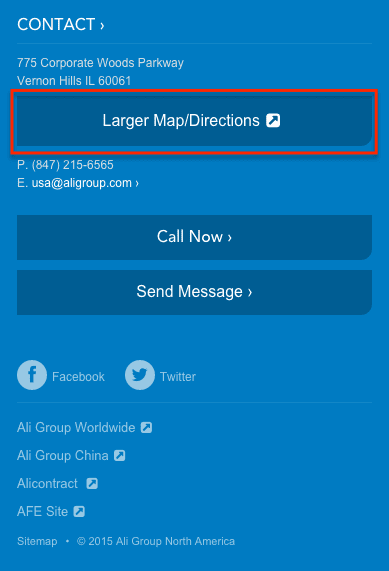 CONTACT ›
775 Corporate Woods Parkway
Vernon Hills IL 60061
Larger Map/Directions
P. (847) 215-6565
E. usa@aligroup.com ›
Call Now ›
Send Message ›
Facebook Twitter
Ali Group Worldwide
Ali Group China
Alicontract
AFE Site
Sitemap • © 2015 Ali Group North America